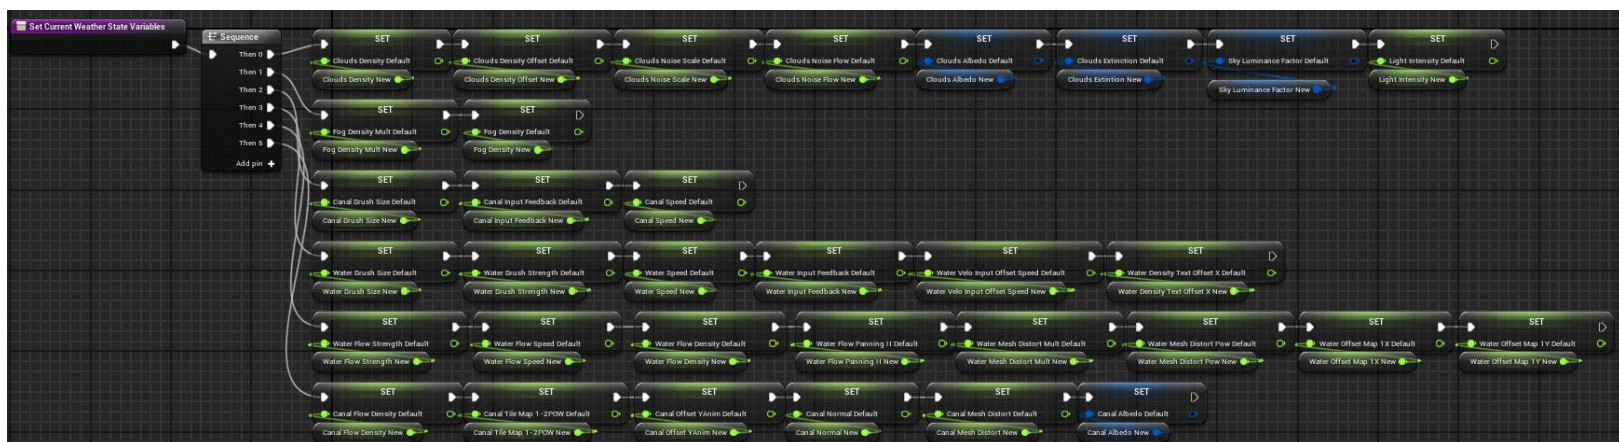 Set Current Weather State Variables
Sequence
Then 0
Then 1
Then 2
Then 3
Then 4
Then 5
Add pin +
SET SET SET SET SET SET SET SET
Clouds Density Default Clouds Density Offset Default Clouds Noise Scale Default Clouds Noise Flow Default Clouds Albedo Default Clouds Extinction Default Sky Luminance Factor Default Light Intensity Default
Clouds Density New Clouds Density Offset New Clouds Noise Scale New Clouds Noise Flow New Clouds Albedo New Clouds Extintion New Sky Luminance Factor New Light Intensity New
SET SET
Fog Density Mult Default Fog Density Default
Fog Density Mult New Fog Density New
SET SET SET
Canal Brush Size Default Canal Input Feedback Default Canal Speed Default
Canal Brush Size New Canal Input Feedback New Canal Speed New
SET SET SET SET SET SET
Water Brush Size Default Water Brush Strength Default Water Speed Default Water Input Feedback Default Water Velo Input Offset Speed Default Water Density Text Offset X Default
Water Brush Size New Water Brush Strength New Water Speed New Water Input Feedback New Water Velo Input Offset Speed New Water Density Text Offset X New
SET SET SET SET SET SET SET SET
Water Flow Strength Default Water Flow Speed Default Water Flow Density Default Water Flow Panning Default Water Mesh Distort Mult Default Water Mesh Distort Pow Default Water Offset Map 1X Default Water Offset Map 1Y Default
Water Flow Strength New Water Flow Speed New Water Flow Density New Water Flow Panning New Water Mesh Distort Mult New Water Mesh Distort Pow New Water Offset Map 1X New Water Offset Map 1Y New
SET SET SET SET SET SET
Canal Flow Density Default Canal Tile Map 1-2POW Default Canal Offset YAnim Default Canal Normal Default Canal Mesh Distort Default Canal Albedo Default
Canal Flow Density New Canal Tile Map 1-2POW New Canal Offset YAnim New Canal Normal New Canal Mesh Distort New Canal Albedo New